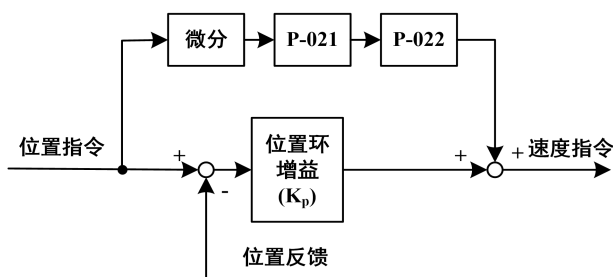 微分
P-021
P-022
位置指令
+
-
位置环
增益
(Kp)
+
+
速度指令
位置反馈